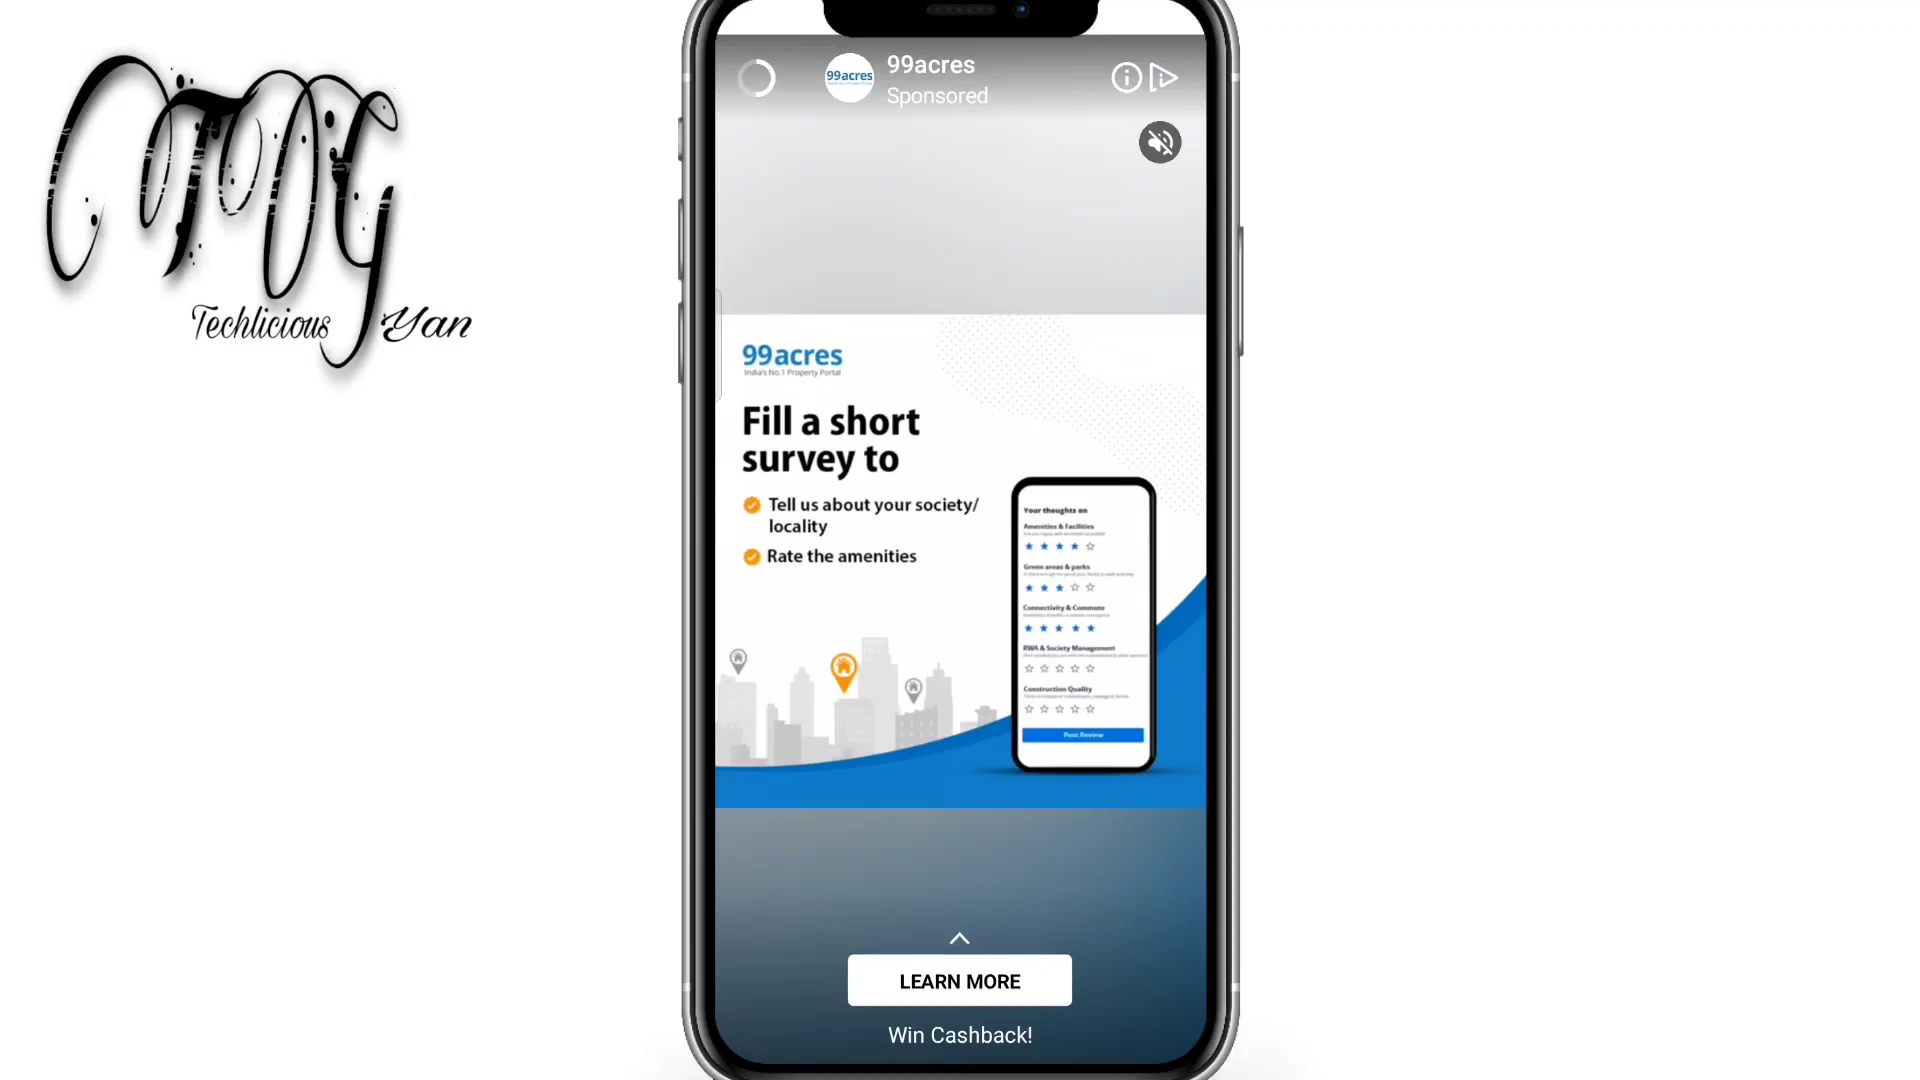 Techlicious Yan
99acres
99acres
Sponsored
99acres
India's No.1 Property Portal
Fill a short
survey to
Tell us about your society/
locality
Rate the amenities
Your thoughts on
Amenities & Facilities
Green areas & parks
Connectivity & Commute
RWA & Society Management
Construction Quality
Post Review
LEARN MORE
Win Cashback!